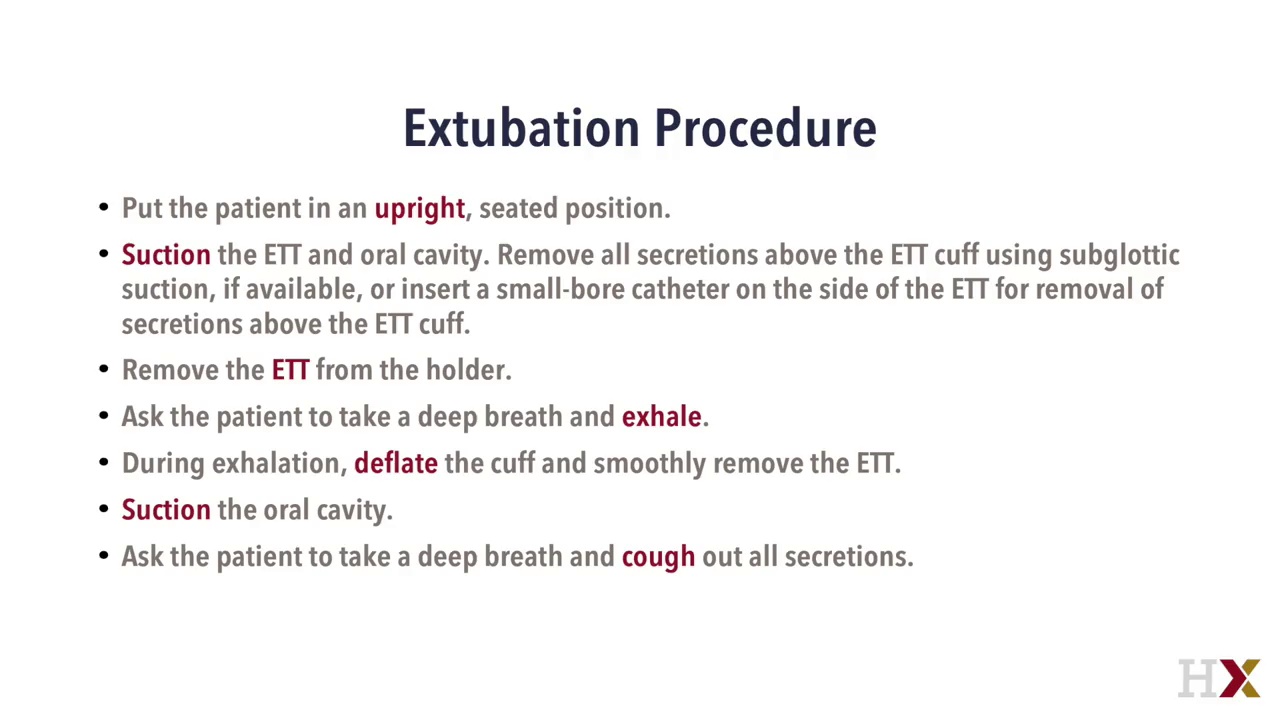 Extubation Procedure
• Put the patient in an upright, seated position.
• Suction the ETT and oral cavity. Remove all secretions above the ETT cuff using subglottic
suction, if available, or insert a small-bore catheter on the side of the ETT for removal of
secretions above the ETT cuff.
• Remove the ETT from the holder.
• Ask the patient to take a deep breath and exhale.
• During exhalation, deflate the cuff and smoothly remove the ETT.
• Suction the oral cavity.
• Ask the patient to take a deep breath and cough out all secretions.
HX